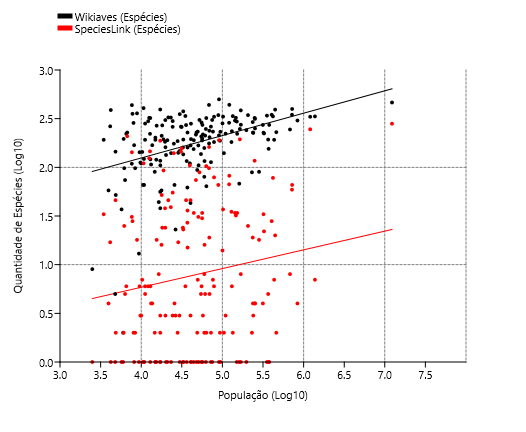 Wikiaves (Espécies)
SpeciesLink (Espécies)
3.0
2.5
2.0
1.5
1.0
0.5
0.0
Quantidade de Espécies (Log10)
3.0 3.5 4.0 4.5 5.0 5.5 6.0 6.5 7.0 7.5
População (Log10)